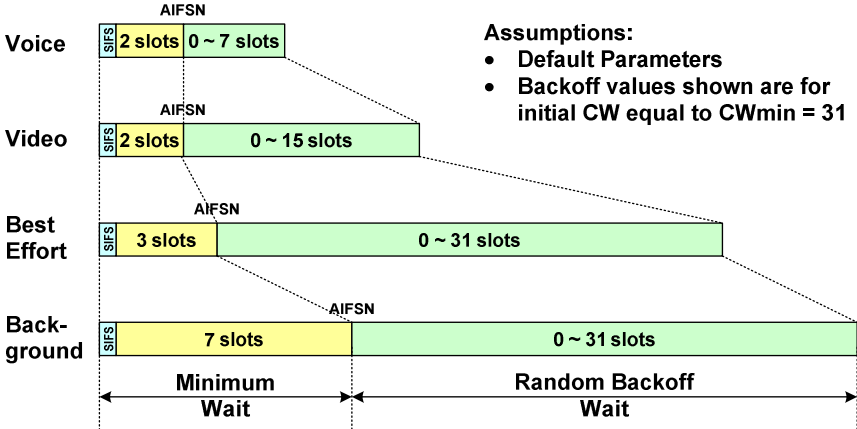 AIFSN
Voice
SIFS
2 slots
0 ~ 7 slots
Assumptions:
• Default Parameters
• Backoff values shown are for
initial CW equal to CWmin = 31
AIFSN
Video
SIFS
2 slots
0 ~ 15 slots
AIFSN
Best
Effort
SIFS
3 slots
0 ~ 31 slots
AIFSN
Back-
ground
SIFS
7 slots
0 ~ 31 slots
Minimum
Wait
Random Backoff
Wait